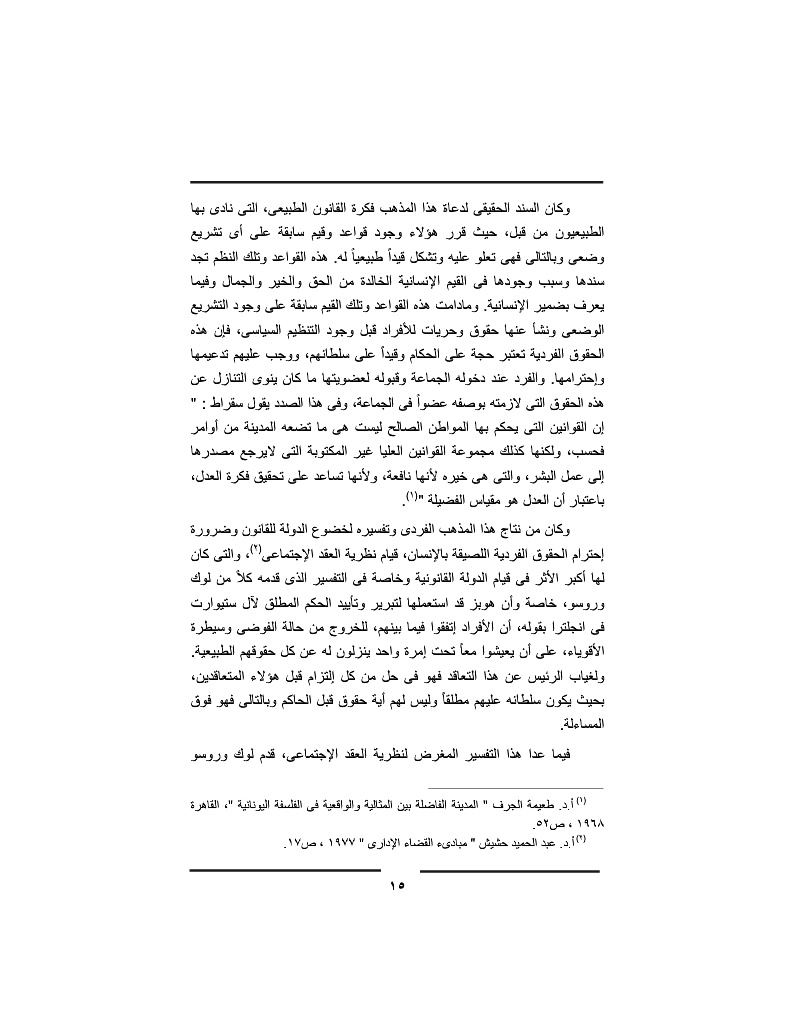 وكان السند الحقيقى لدعاة هذا المذهب فكرة القانون الطبيعى، التى نادى بها
الطبيعيون من قبل، حيث قرر هؤلاء وجود قواعد وقيم سابقة على أى تشريع
وضعى وبالتالى فهى تعلو عليه وتشكل قيداً طبيعياً له. هذه القواعد وتلك النظم تجد
سندها وسبب وجودها فى القيم الإنسانية الخالدة من الحق والخير والجمال وفيما
يعرف بضمير الإنسانية. ومادامت هذه القواعد وتلك القيم سابقة على وجود التشريع
الوضعى ونشأ عنها حقوق وحريات للأفراد قبل وجود التنظيم السياسى، فإن هذه
الحقوق الفردية تعتبر حجة على الحكام وقيداً على سلطانهم، ووجب عليهم تدعيمها
وإحترامها. والفرد عند دخوله الجماعة وقبوله لعضويتها ما كان ينوى التنازل عن
هذه الحقوق التى لازمته بوصفه عضواً فى الجماعة، وفى هذا الصدد يقول سقراط : "
إن القوانين التى يحكم بها المواطن الصالح ليست هى ما تضعه المدينة من أوامر
فحسب، ولكنها كذلك مجموعة القوانين العليا غير المكتوبة التى لايرجع مصدرها
إلى عمل البشر، والتى هى خيره لأنها نافعة، ولأنها تساعد على تحقيق فكرة العدل،
باعتبار أن العدل هو مقياس الفضيلة "(١).
وكان من نتاج هذا المذهب الفردى وتفسيره لخضوع الدولة للقانون وضرورة
إحترام الحقوق الفردية اللصيقة بالإنسان، قيام نظرية العقد الإجتماعى(٢)، والتى كان
لها أكبر الأثر فى قيام الدولة القانونية وخاصة فى التفسير الذى قدمه كلاً من لوك
وروسو، خاصة وأن هوبز قد استعملها لتبرير وتأييد الحكم المطلق لآل ستيوارت
فى انجلترا بقوله، أن الأفراد إتفقوا فيما بينهم، للخروج من حالة الفوضى وسيطرة
الأقوياء، على أن يعيشوا معاً تحت إمرة واحد ينزلون له عن كل حقوقهم الطبيعية.
ولغياب الرئيس عن هذا التعاقد فهو فى حل من كل إلتزام قبل هؤلاء المتعاقدين،
بحيث يكون سلطانه عليهم مطلقاً وليس لهم أية حقوق قبل الحاكم وبالتالى فهو فوق
المساءلة.
فيما عدا هذا التفسير المغرض لنظرية العقد الإجتماعى، قدم لوك وروسو
(١) أ.د. طعيمة الجرف " المدينة الفاضلة بين المثالية والواقعية فى الفلسفة اليونانية "، القاهرة
١٩٦٨ ، ص٥٢.
(٢) أ.د. عبد الحميد حشيش " مبادىء القضاء الإدارى " ١٩٧٧ ، ص١٧.
١٥